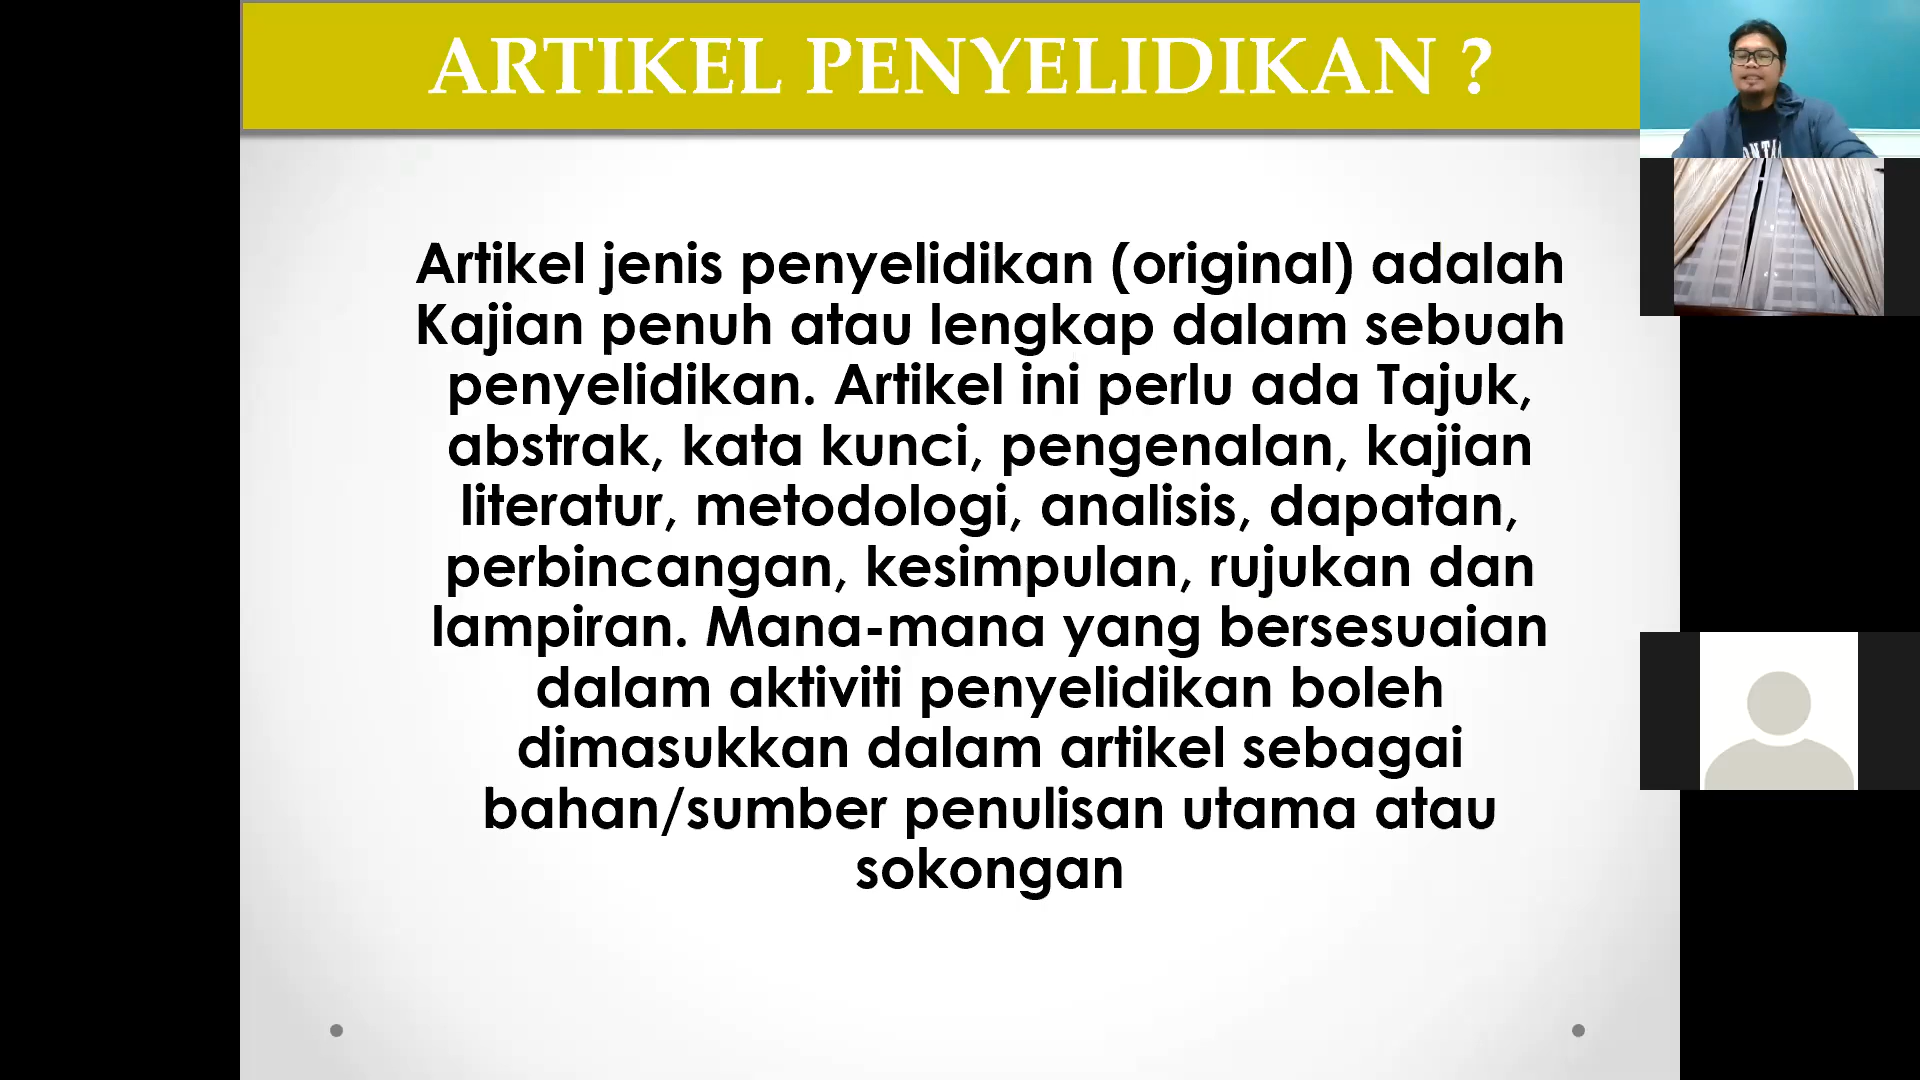 ARTIKEL PENYELIDIKAN ?
Artikel jenis penyelidikan (original) adalah
Kajian penuh atau lengkap dalam sebuah
penyelidikan. Artikel ini perlu ada Tajuk,
abstrak, kata kunci, pengenalan, kajian
literatur, metodologi, analisis, dapatan,
perbincangan, kesimpulan, rujukan dan
lampiran. Mana-mana yang bersesuaian
dalam aktiviti penyelidikan boleh
dimasukkan dalam artikel sebagai
bahan/sumber penulisan utama atau
sokongan